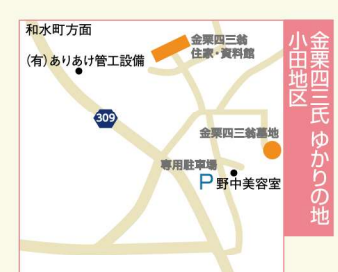 金栗四三氏 ゆかりの地
小田地区
和水町方面
金栗四三翁
住家・資料館
(有)ありあけ管工設備
309
金栗四三翁墓地
専用駐車場
P 野中美容室